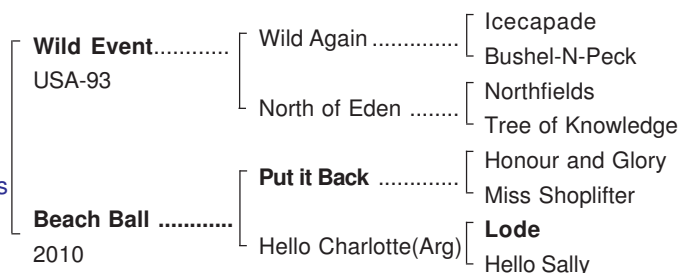 Wild Event............
USA-93
Wild Again ...............
Icecapade
Bushel-N-Peck
North of Eden ........
Northfields
Tree of Knowledge
s
Beach Ball ............
2010
Put it Back ..............
Honour and Glory
Miss Shoplifter
Hello Charlotte(Arg)
Lode
Hello Sally